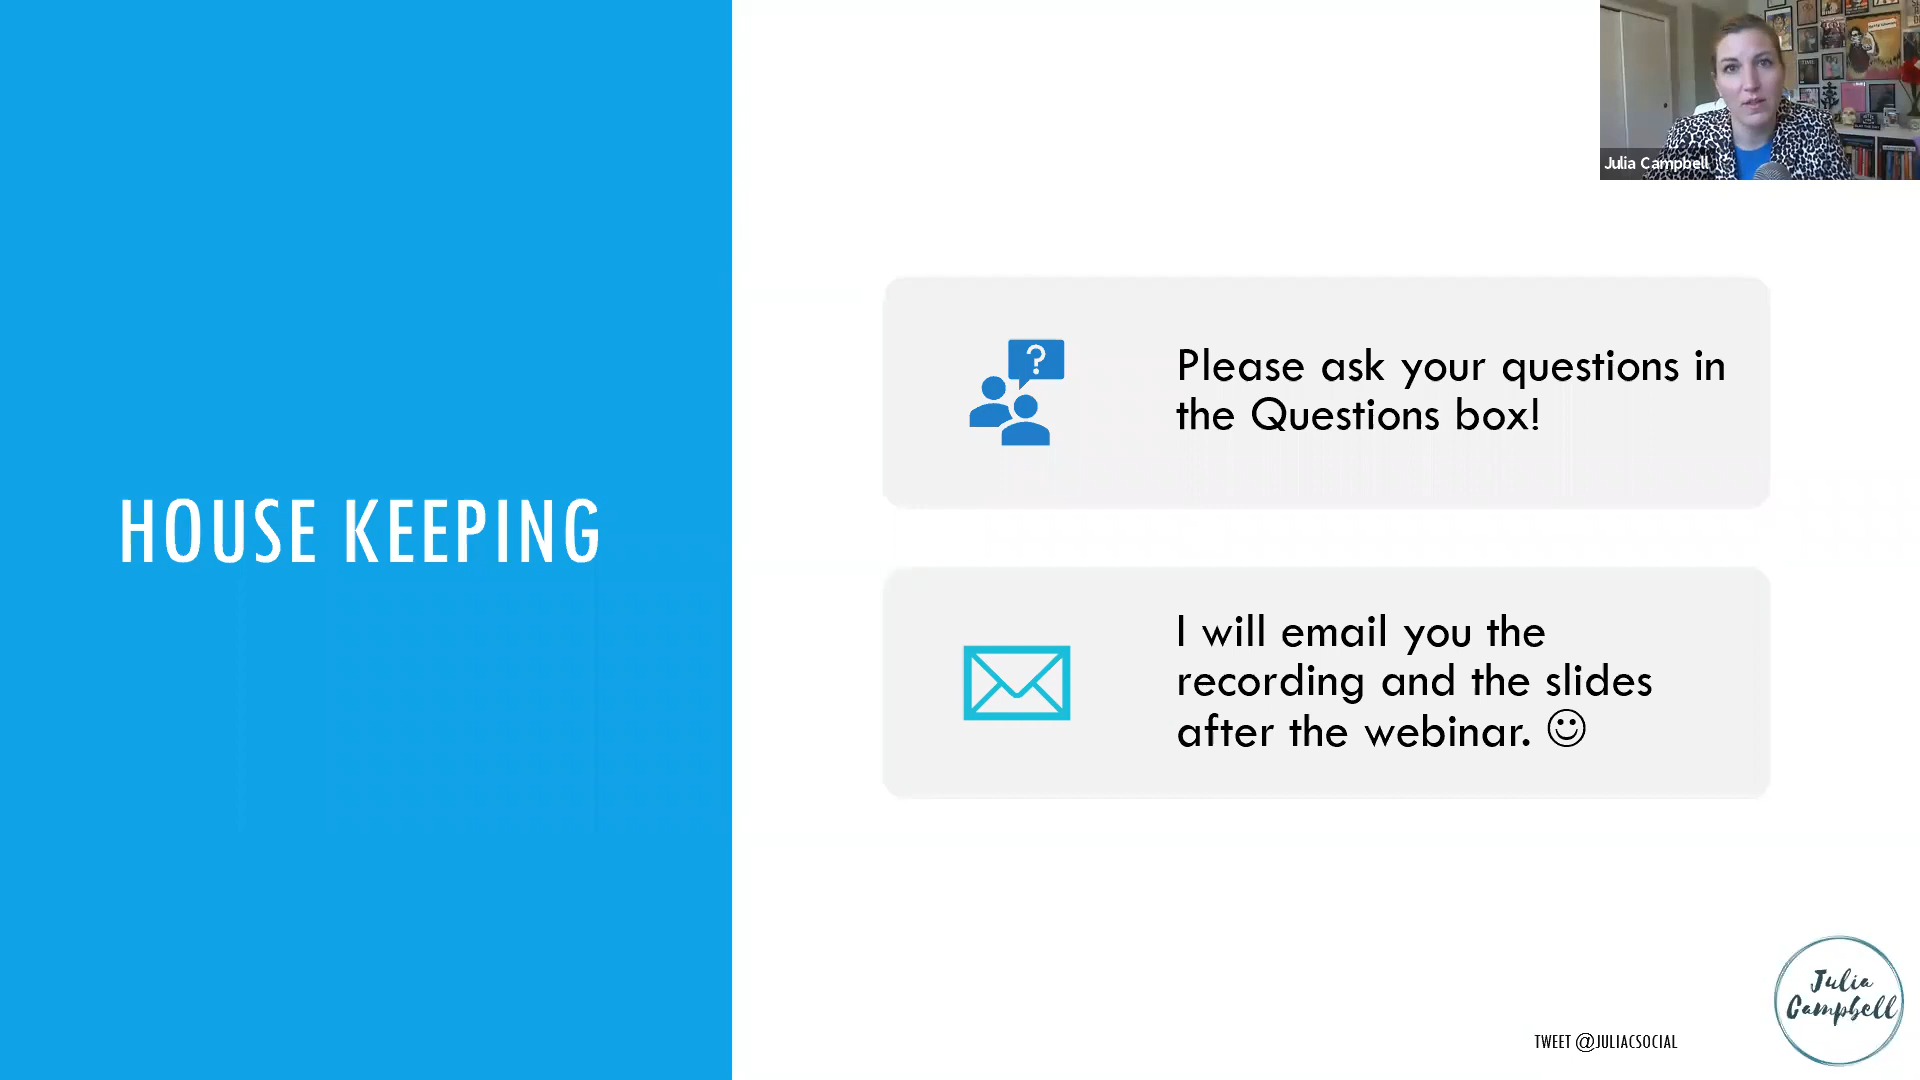 Julia Campbell
HOUSE KEEPING
?
Please ask your questions in
the Questions box!
I will email you the
recording and the slides
after the webinar. ☺
Julia
Campbell
TWEET @JULIACSOCIAL